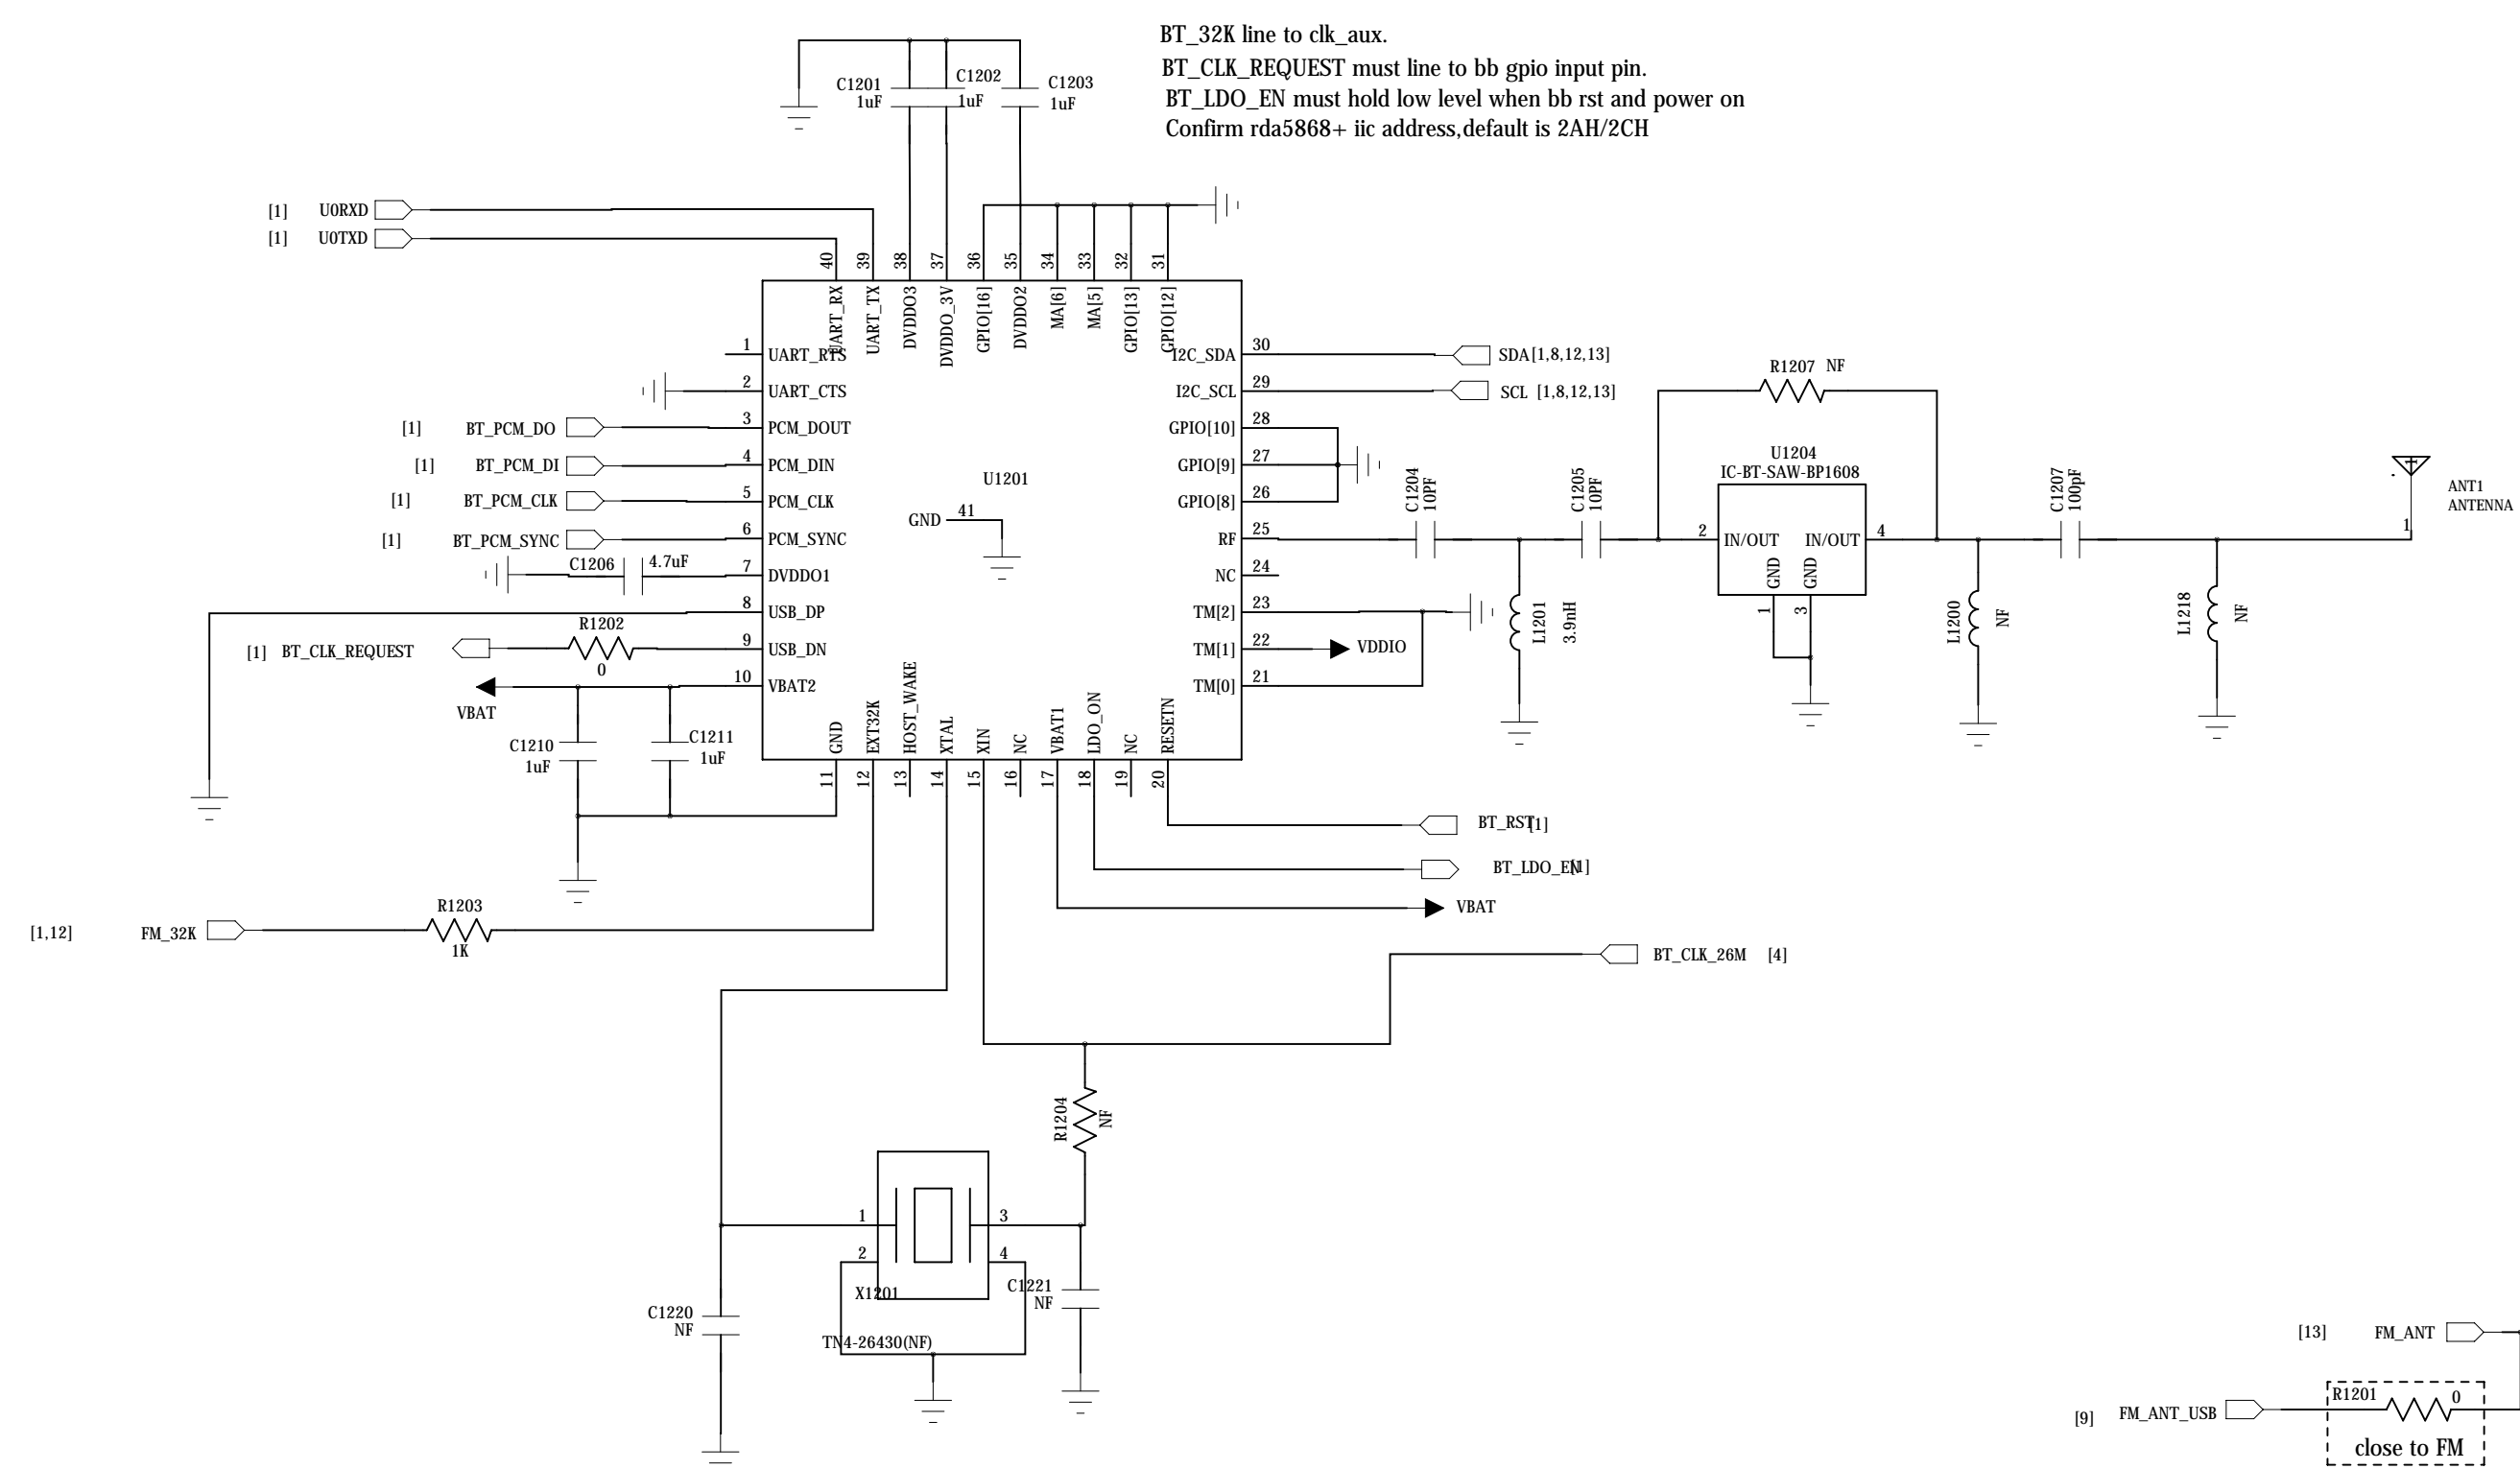 BT_32K line to clk_aux.
BT_CLK_REQUEST must line to bb gpio input pin.
BT_LDO_EN must hold low level when bb rst and power on
Confirm rda5868+ iic address,default is 2AH/2CH
C1201
1uF
C1202
1uF
C1203
1uF
[1] U0RXD
[1] U0TXD
40
39
38
37
36
35
34
33
32
31
UART_RX
UART_TX
DVDDO3
DVDDO_3V
GPIO[16]
DVDDO2
MA[6]
MA[5]
GPIO[13]
GPIO[12]
1 UART_RTS
2 UART_CTS
[1] BT_PCM_DO 3 PCM_DOUT
[1] BT_PCM_DI 4 PCM_DIN
[1] BT_PCM_CLK 5 PCM_CLK
[1] BT_PCM_SYNC 6 PCM_SYNC
C1206 4.7uF 7 DVDDO1
8 USB_DP
R1202
0
[1] BT_CLK_REQUEST 9 USB_DN
10 VBAT2
VBAT
C1210
1uF
C1211
1uF
U1201
GND 41
I2C_SDA 30 SDA[1,8,12,13]
I2C_SCL 29 SCL [1,8,12,13]
GPIO[10] 28
GPIO[9] 27
GPIO[8] 26
RF 25
NC 24
TM[2] 23
TM[1] 22 VDDIO
TM[0] 21
GND
EXT32K
HOST_WAKE
XTAL
XIN
NC
VBAT1
LDO_ON
NC
RESETN
11
12
13
14
15
16
17
18
19
20
C1204
10PF
C1205
10PF
L1201
3.9nH
R1207 NF
U1204
IC-BT-SAW-BP1608
2 IN/OUT IN/OUT 4
GND
GND
1
3
L1200
NF
C1207
100pF
L1218
NF
ANT1
ANTENNA
1
1
BT_RST[1]
BT_LDO_EN[1]
VBAT
[1,12] FM_32K
R1203
1K
BT_CLK_26M [4]
R1204
NF
1
2
3
4
X1201
TN4-26430(NF)
C1220
NF
C1221
NF
[13] FM_ANT
[9] FM_ANT_USB
R1201 0
close to FM